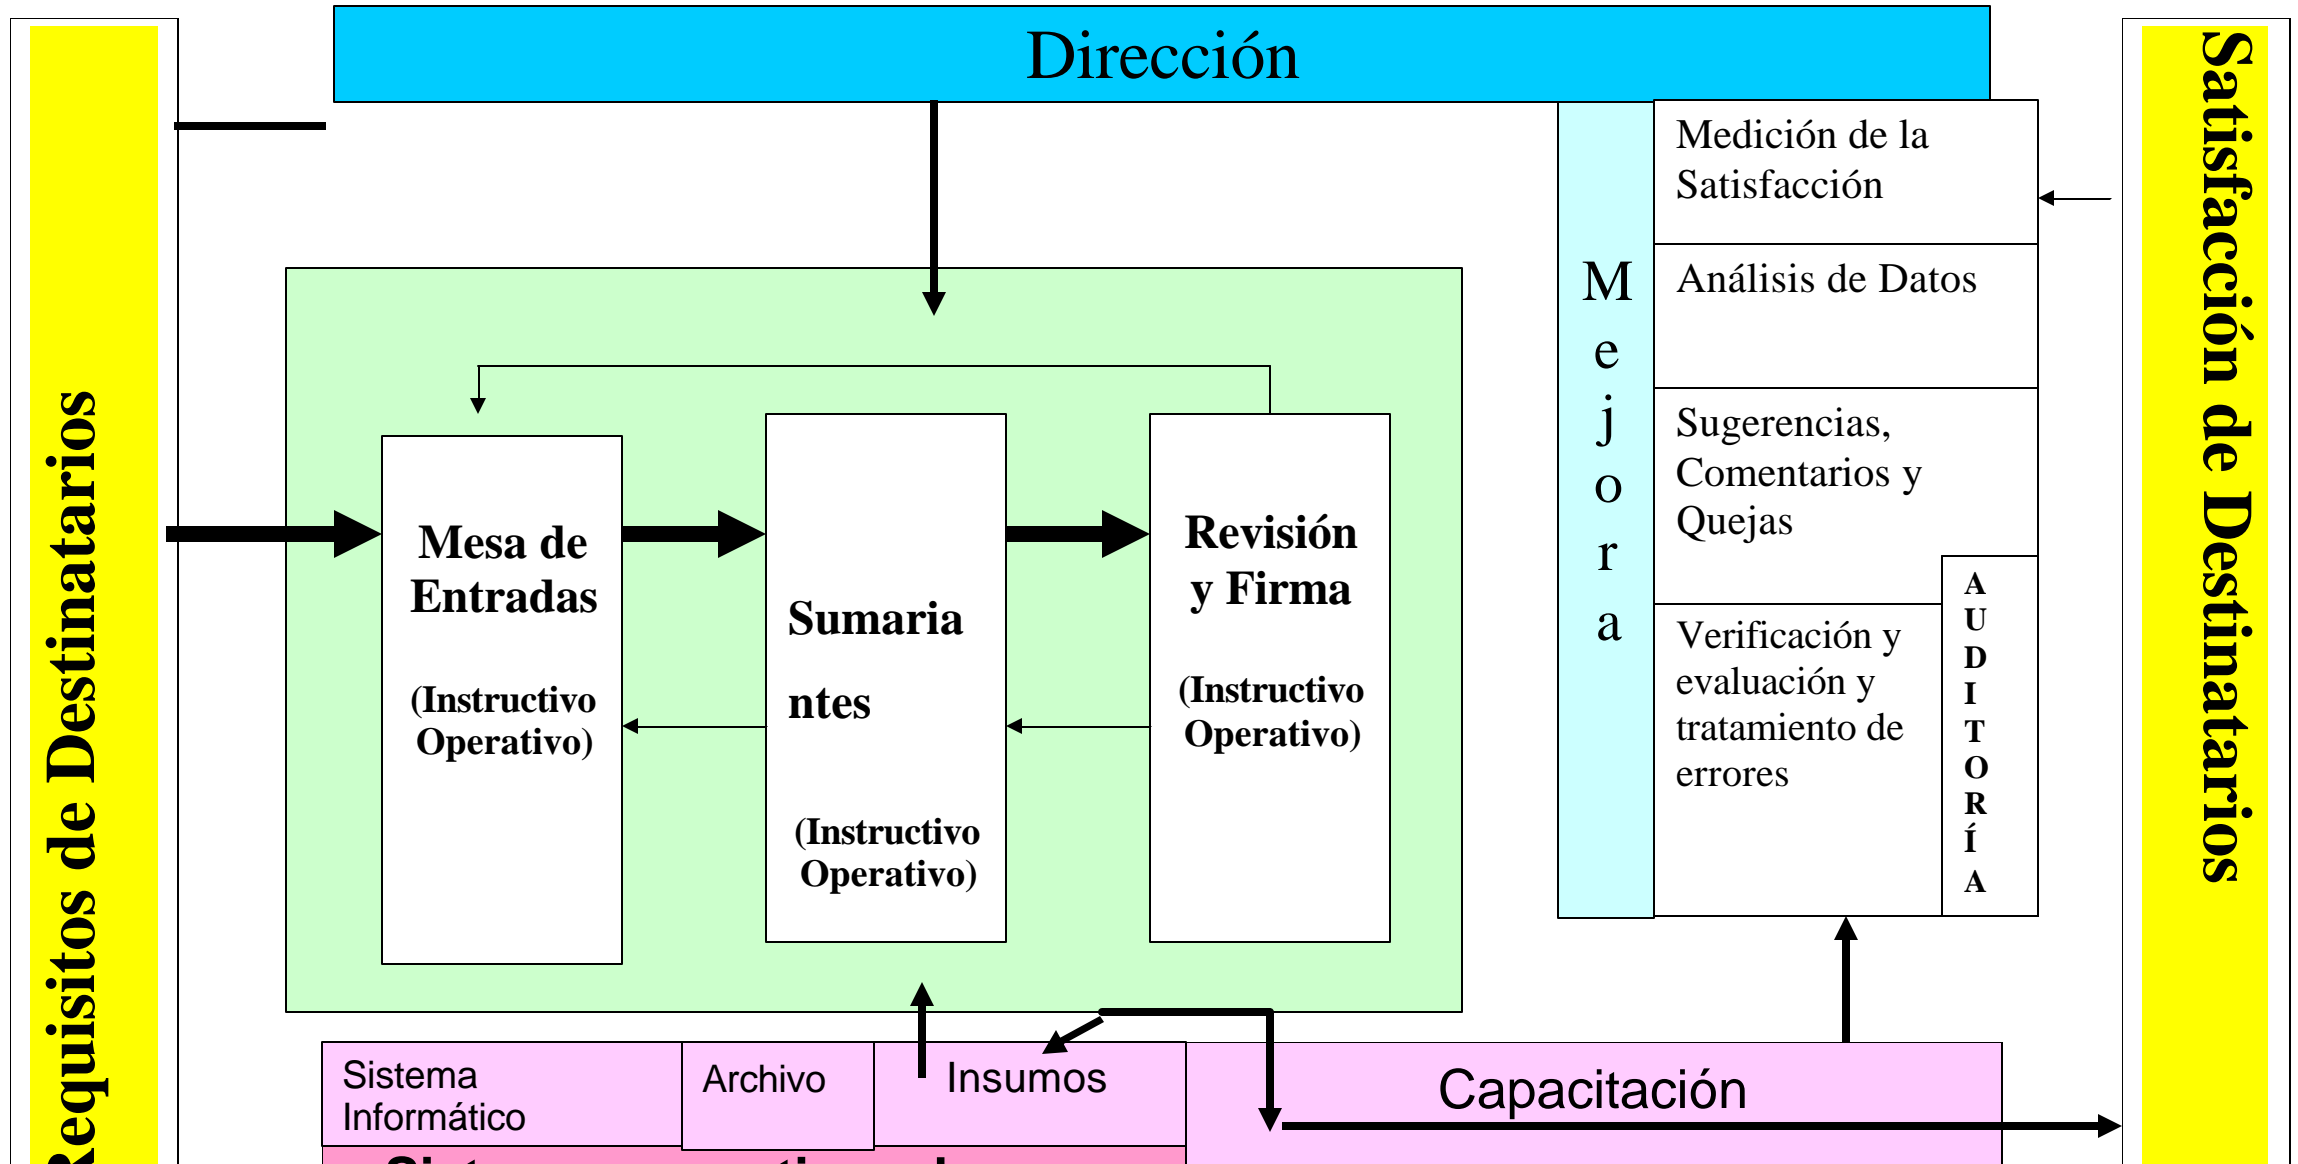 Dirección
Requisitos de Destinatarios
Mesa de
Entradas
(Instructivo
Operativo)
Sumaria
ntes
(Instructivo
Operativo)
Revisión
y Firma
(Instructivo
Operativo)
Mejora
Medición de la
Satisfacción
Análisis de Datos
Sugerencias,
Comentarios y
Quejas
Verificación y
evaluación y
tratamiento de
errores
AUDITORÍA
Satisfacción de Destinatarios
Sistema
Informático
Archivo
Insumos
Capacitación